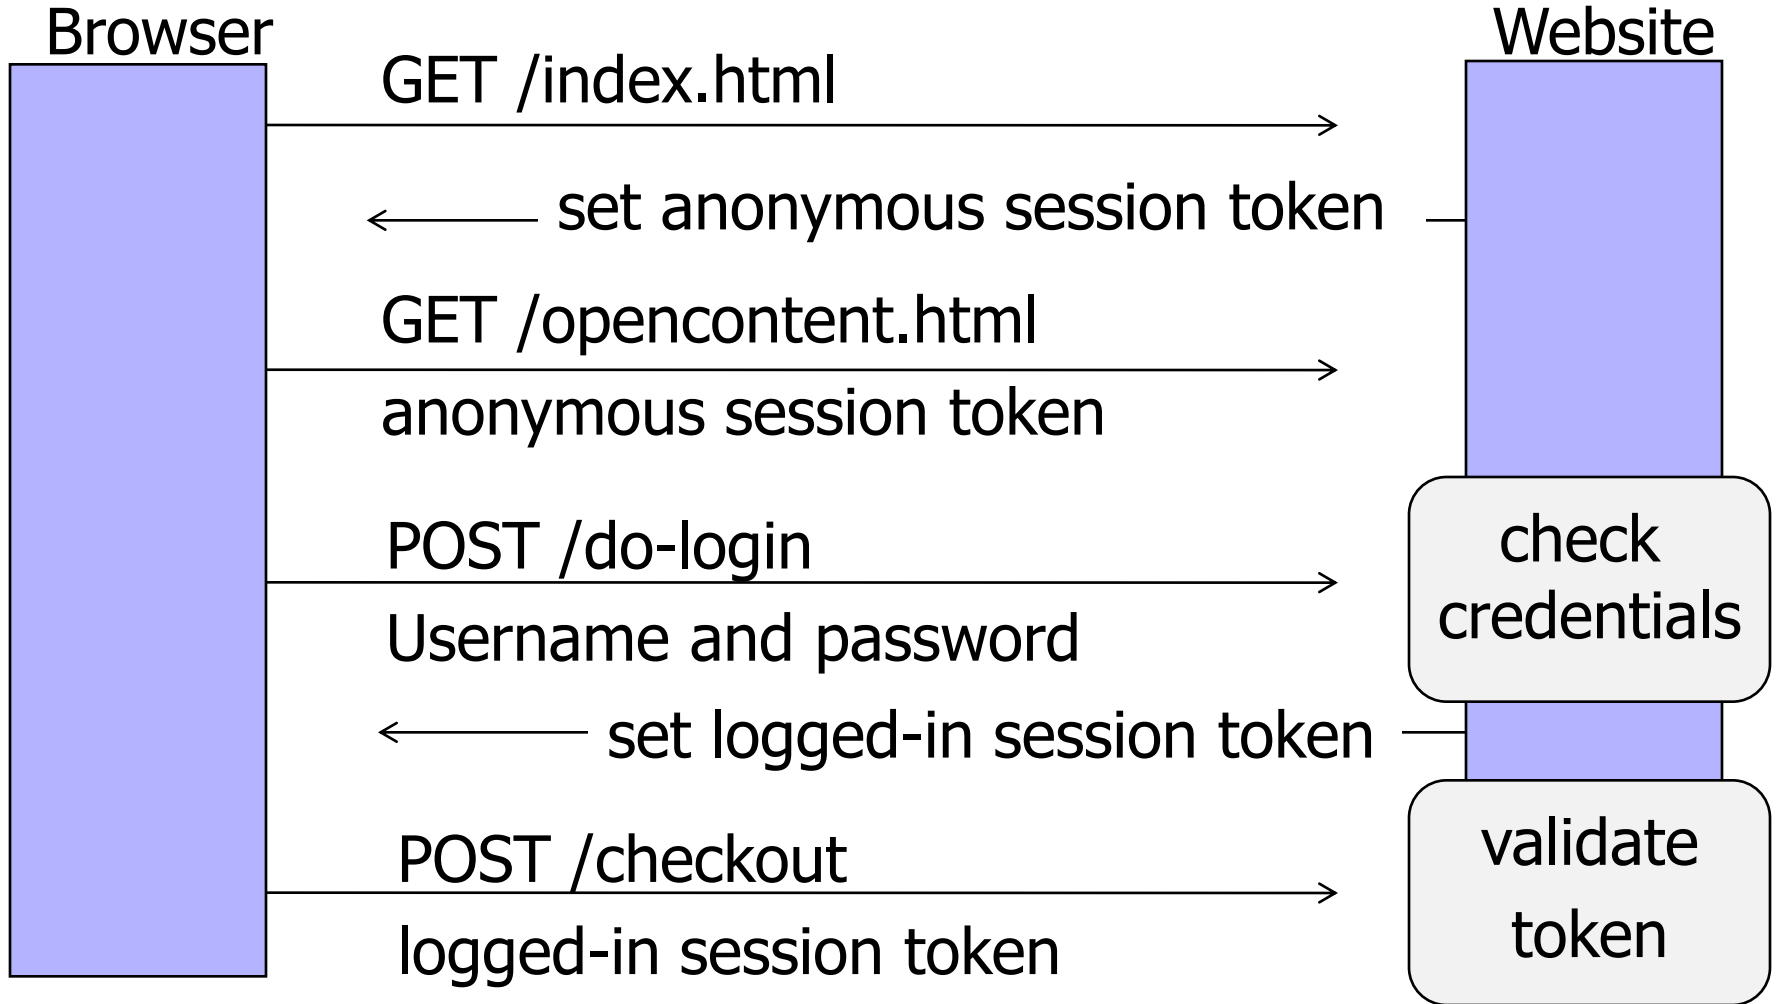 Browser
Website
GET /index.html
set anonymous session token
GET /opencontent.html
anonymous session token
POST /do-login
Username and password
check
credentials
set logged-in session token
POST /checkout
logged-in session token
validate
token